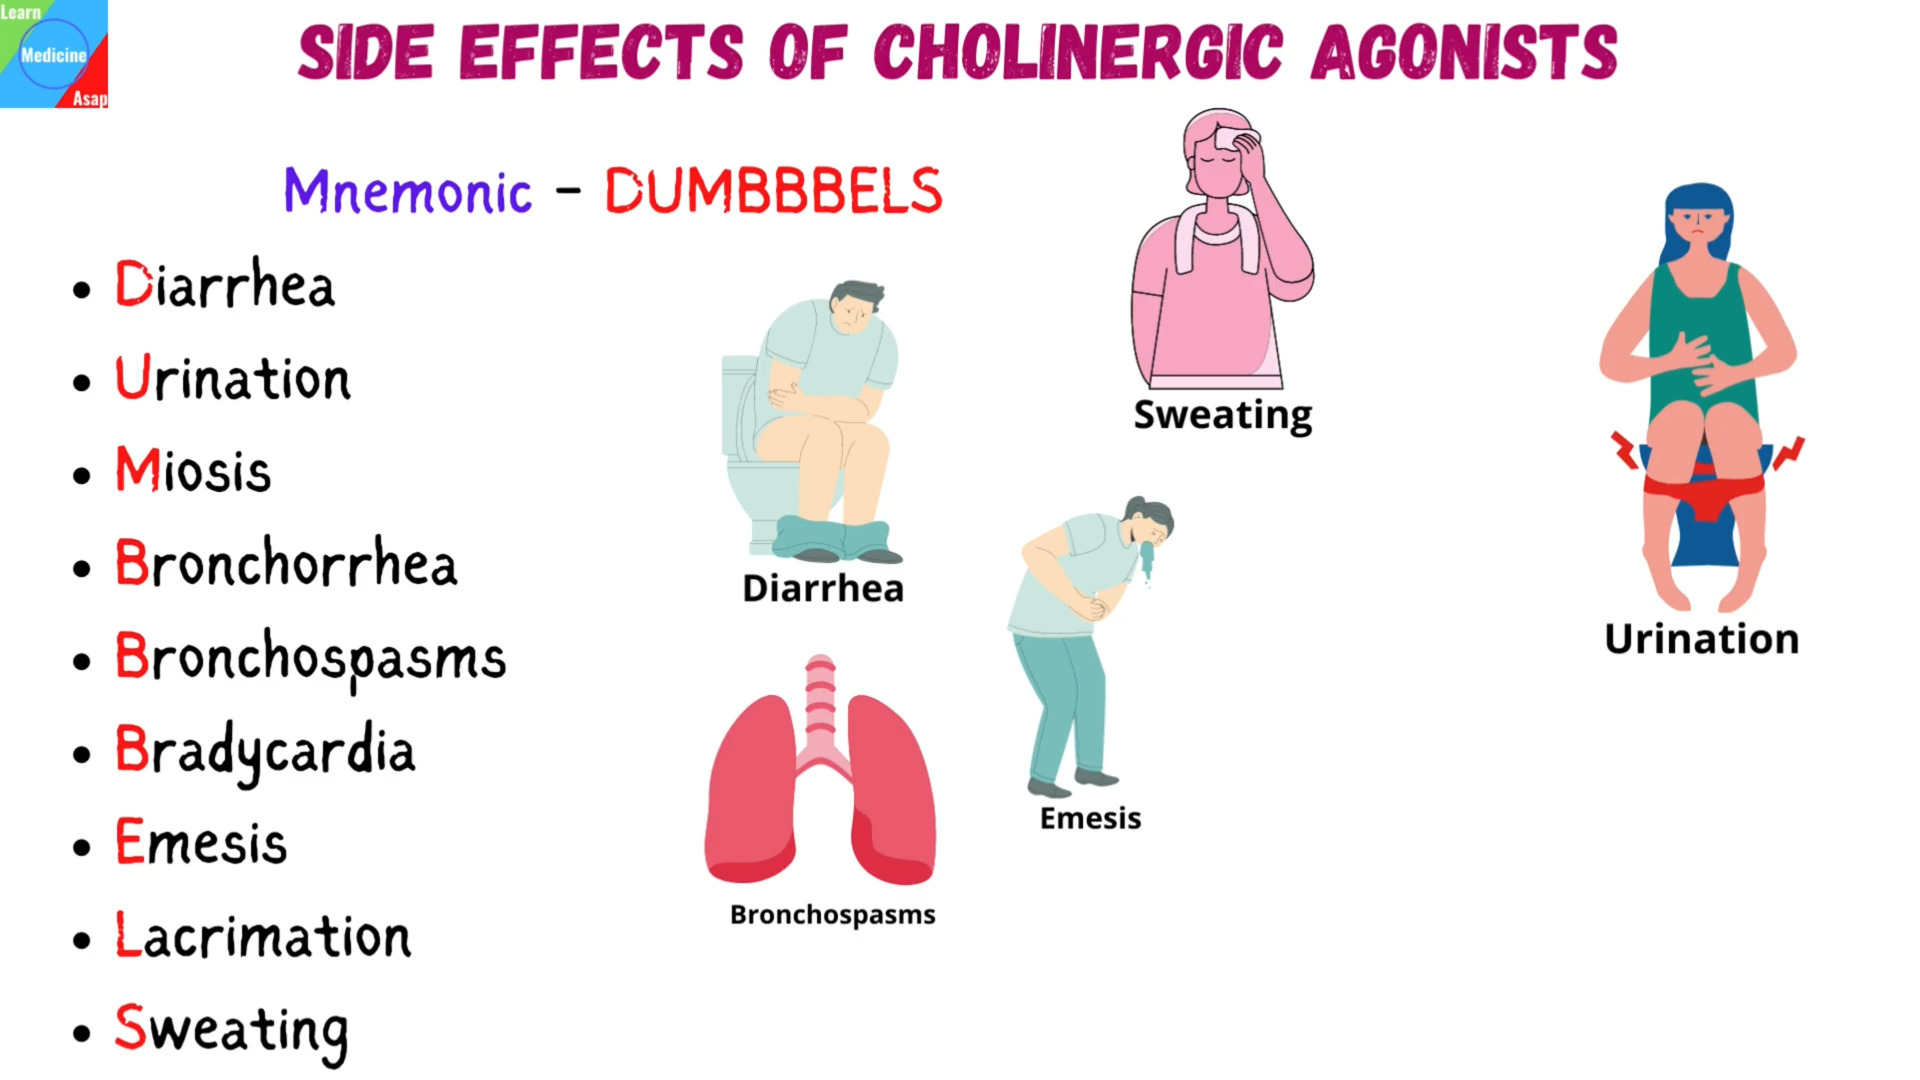 Learn
Medicine
Asap
SIDE EFFECTS OF CHOLINERGIC AGONISTS
Mnemonic - DUMBBBELS
• Diarrhea
• Urination
• Miosis
• Bronchorrhea
• Bronchospasms
• Bradycardia
• Emesis
• Lacrimation
• Sweating
Sweating
Diarrhea
Urination
Emesis
Bronchospasms